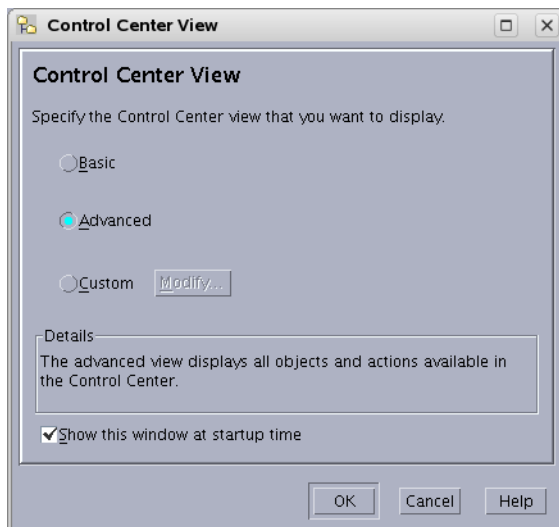 Control Center View
Control Center View
Specify the Control Center view that you want to display.
Basic
Advanced
Custom Modify...
Details
The advanced view displays all objects and actions available in
the Control Center.
Show this window at startup time
OK Cancel Help